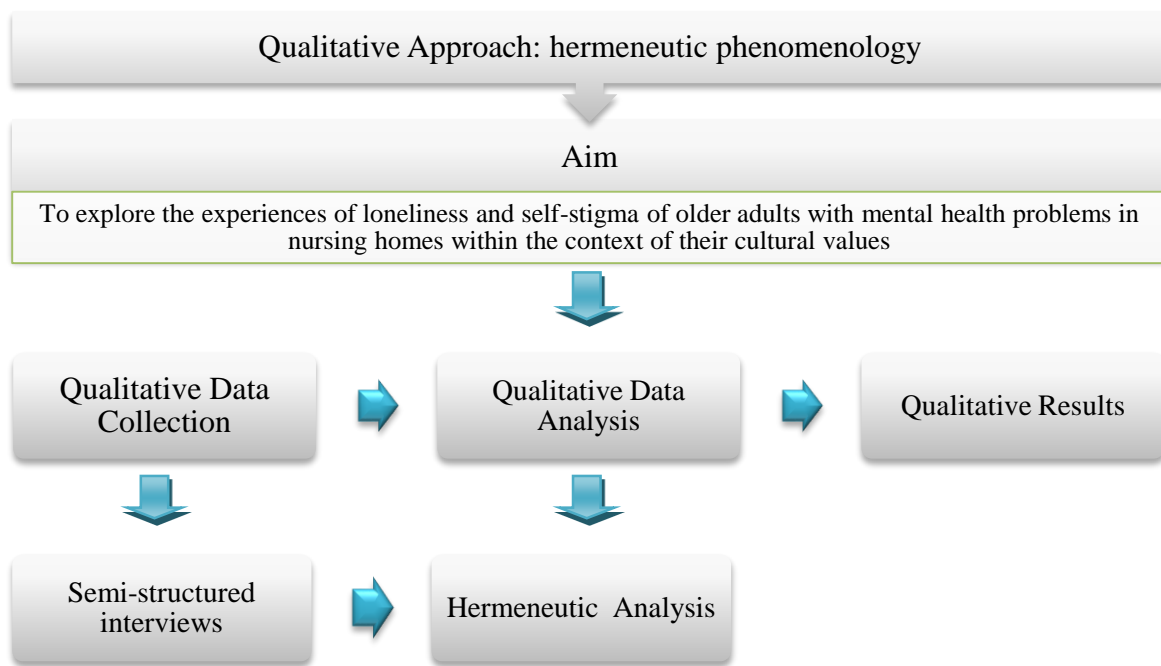 Qualitative Approach: hermeneutic phenomenology
Aim
To explore the experiences of loneliness and self-stigma of older adults with mental health problems in
nursing homes within the context of their cultural values
Qualitative Data
Collection
Qualitative Data
Analysis
Qualitative Results
Semi-structured
interviews
Hermeneutic Analysis